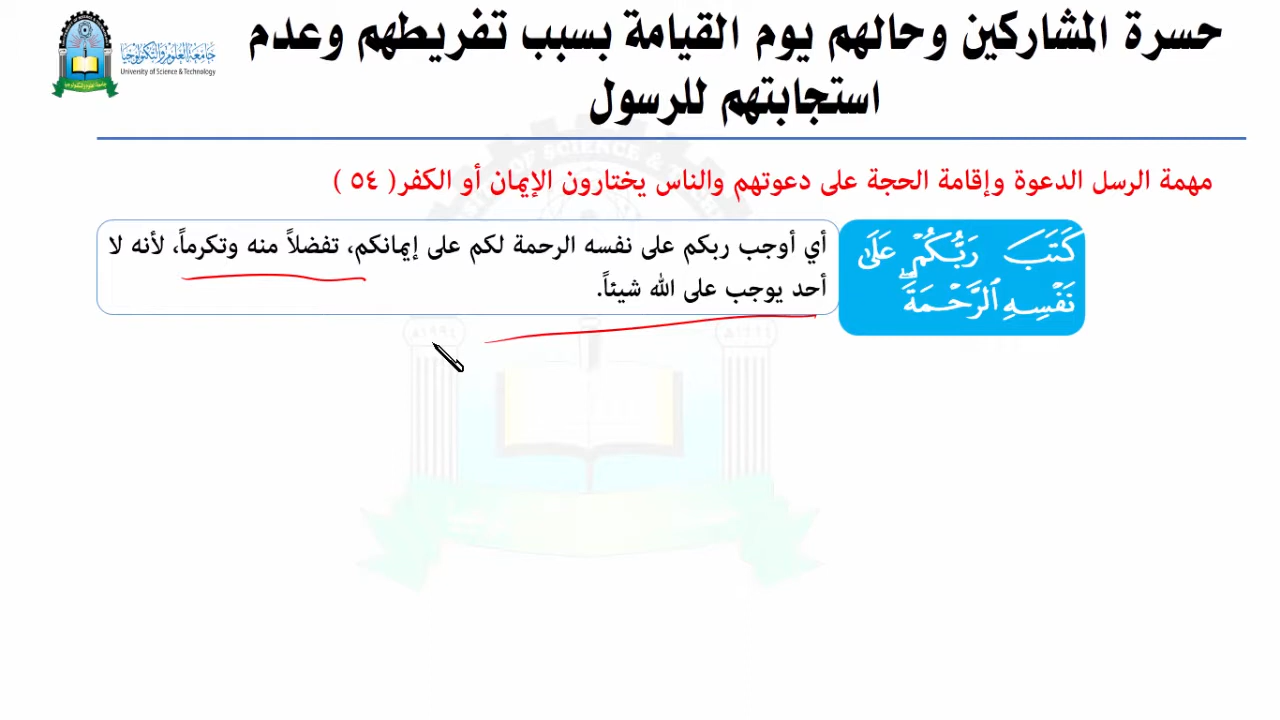 حسرة المشاركين وحالهم يوم القيامة بسبب تفريطهم وعدم
استجابتهم للرسول
جامعة العلوم والتكنولوجيا
University of Science & Technology
مهمة الرسل الدعوة وإقامة الحجة على دعوتهم والناس يختارون الإيمان أو الكفر( ٥٤ )
كَتَبَ رَبُّكُمۡ عَلَىٰ
نَفۡسِهِ ٱلرَّحۡمَةَۖ
أي أوجب ربكم على نفسه الرحمة لكم على إيمانكم، تفضلاً منه وتكرماً، لأنه لا
أحد يوجب على الله شيئاً.